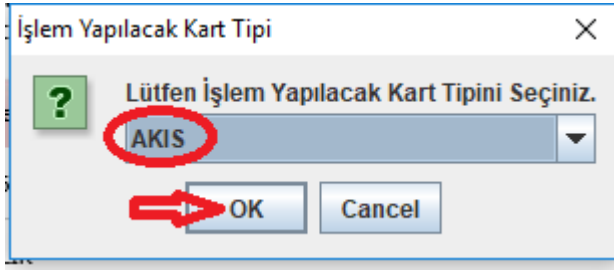 İşlem Yapılacak Kart Tipi
Lütfen İşlem Yapılacak Kart Tipini Seçiniz.
AKIS
OK
Cancel